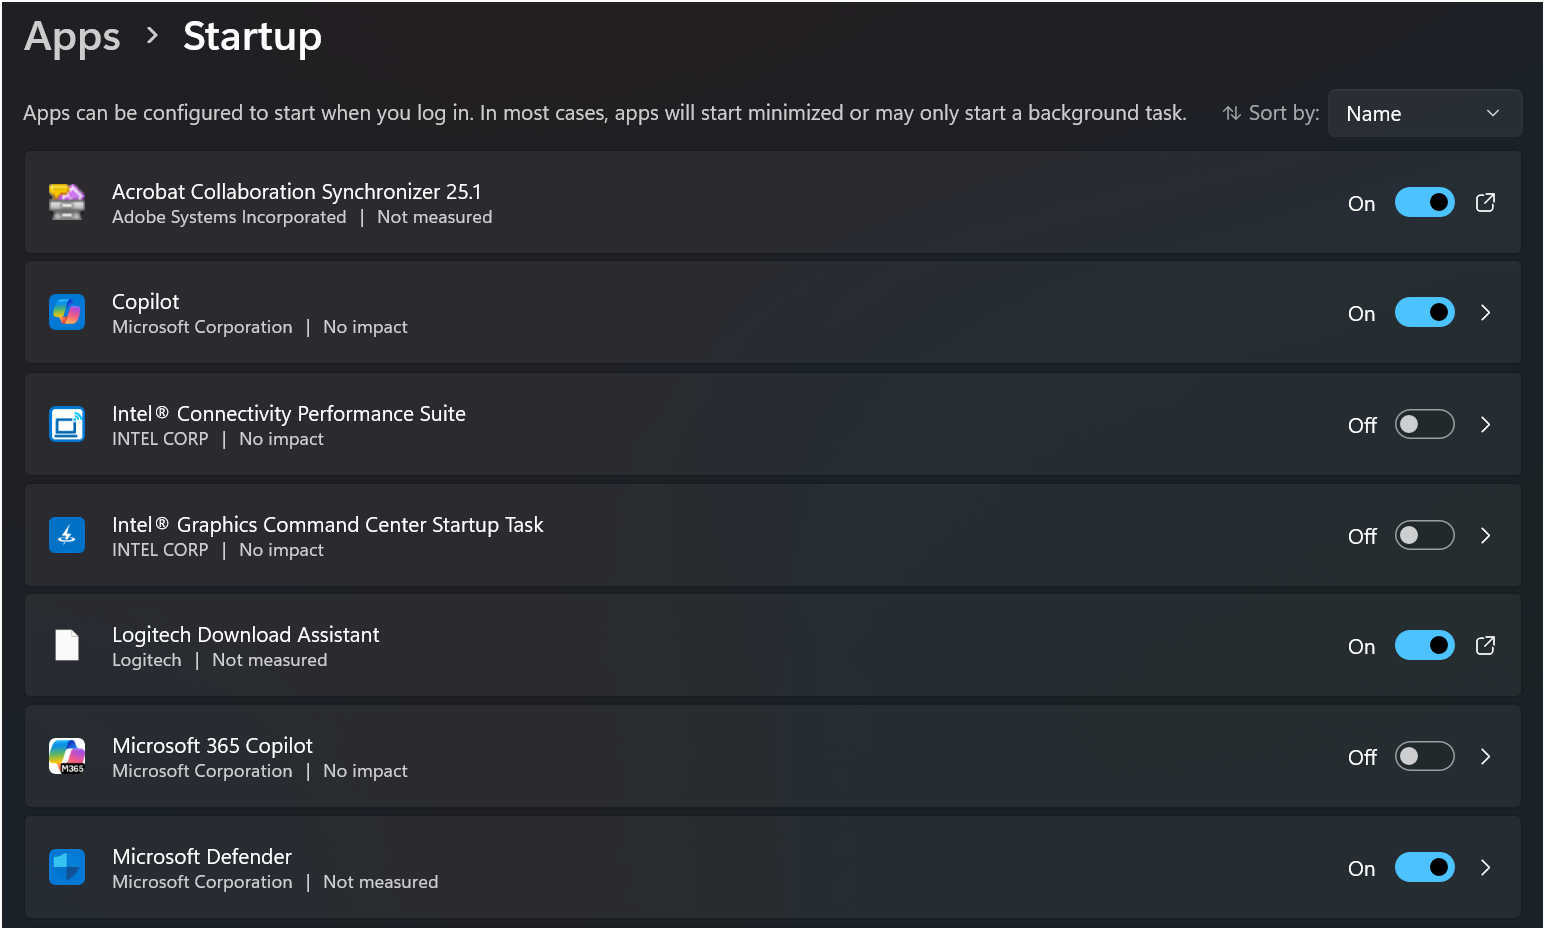 Apps > Startup
Apps can be configured to start when you log in. In most cases, apps will start minimized or may only start a background task. Sort by: Name
Acrobat Collaboration Synchronizer 25.1
Adobe Systems Incorporated | Not measured
On
Copilot
Microsoft Corporation | No impact
On
Intel® Connectivity Performance Suite
INTEL CORP | No impact
Off
Intel® Graphics Command Center Startup Task
INTEL CORP | No impact
Off
Logitech Download Assistant
Logitech | Not measured
On
M365
Microsoft 365 Copilot
Microsoft Corporation | No impact
Off
Microsoft Defender
Microsoft Corporation | Not measured
On